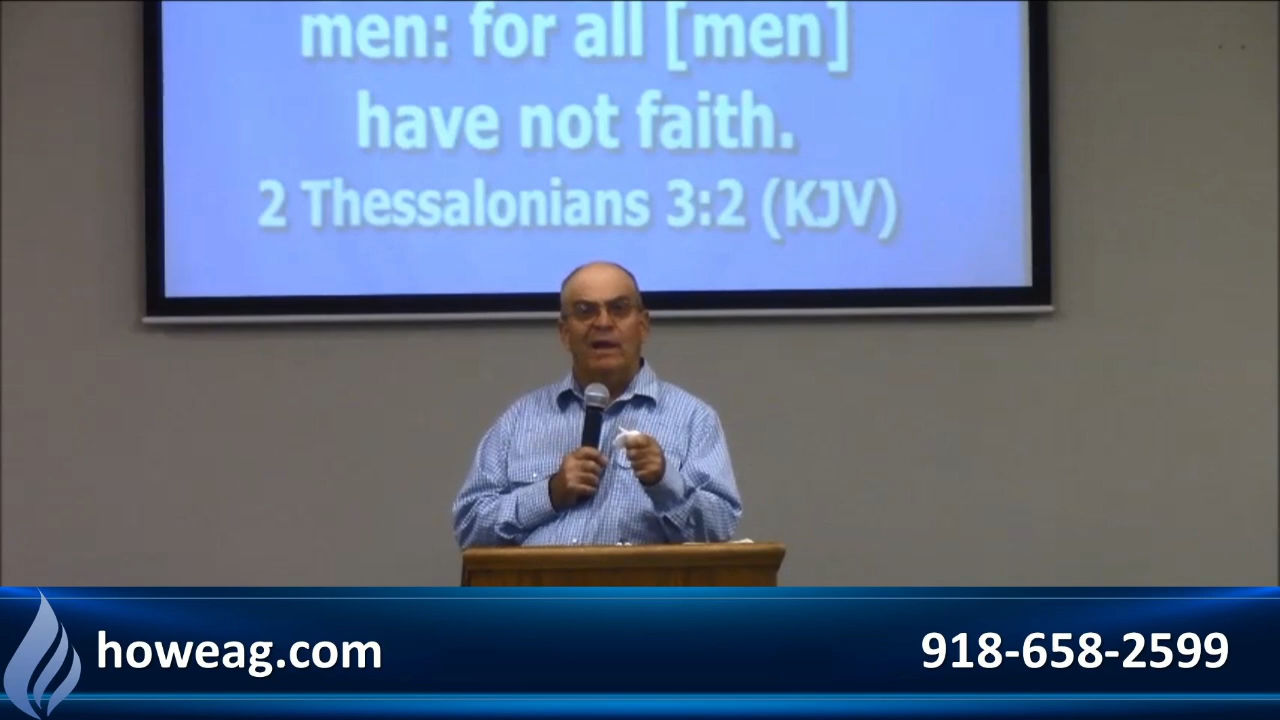 men: for all [men]
have not faith.
2 Thessalonians 3:2 (KJV)
howeag.com
918-658-2599